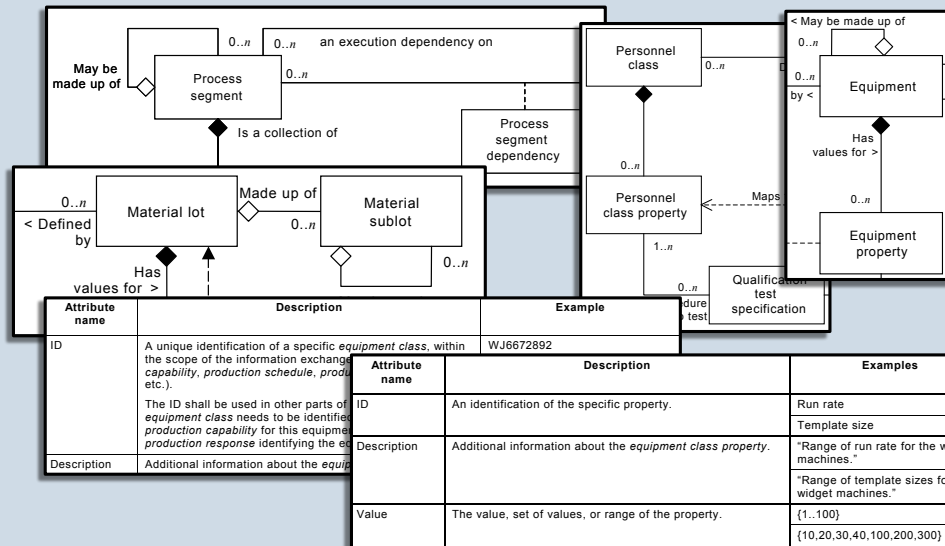 0..n
0..n
an execution dependency on
May be
made up of
Process
segment
0..n
Is a collection of
Process
segment
dependency
Personnel
class
0..n
0..n
Personnel
class property
Maps
1..n
0..n
Qualification
test
specification
to test
< May be made up of
0..n
0..n
by <
Equipment
Has
values for >
0..n
Equipment
property
0..n
< Defined
by
Material lot
Made up of
0..n
Material
sublot
0..n
Has
values for >
Attribute
name
Description
Example
ID
A unique identification of a specific equipment class, within
the scope of the information exchange
capability, production schedule,
etc.).
The ID shall be used in other parts of
equipment class needs to be
production capability for this
production response identifying the
WJ6672892
Description
Additional information about the
Attribute
name
Description
Examples
ID
An identification of the specific property.
Run rate
Template size
Description
Additional information about the equipment class property.
"Range of run rate for the
machines."
"Range of template sizes
widget machines."
Value
The value, set of values, or range of the property.
{1..100}
{10,20,30,40,100,200,300}